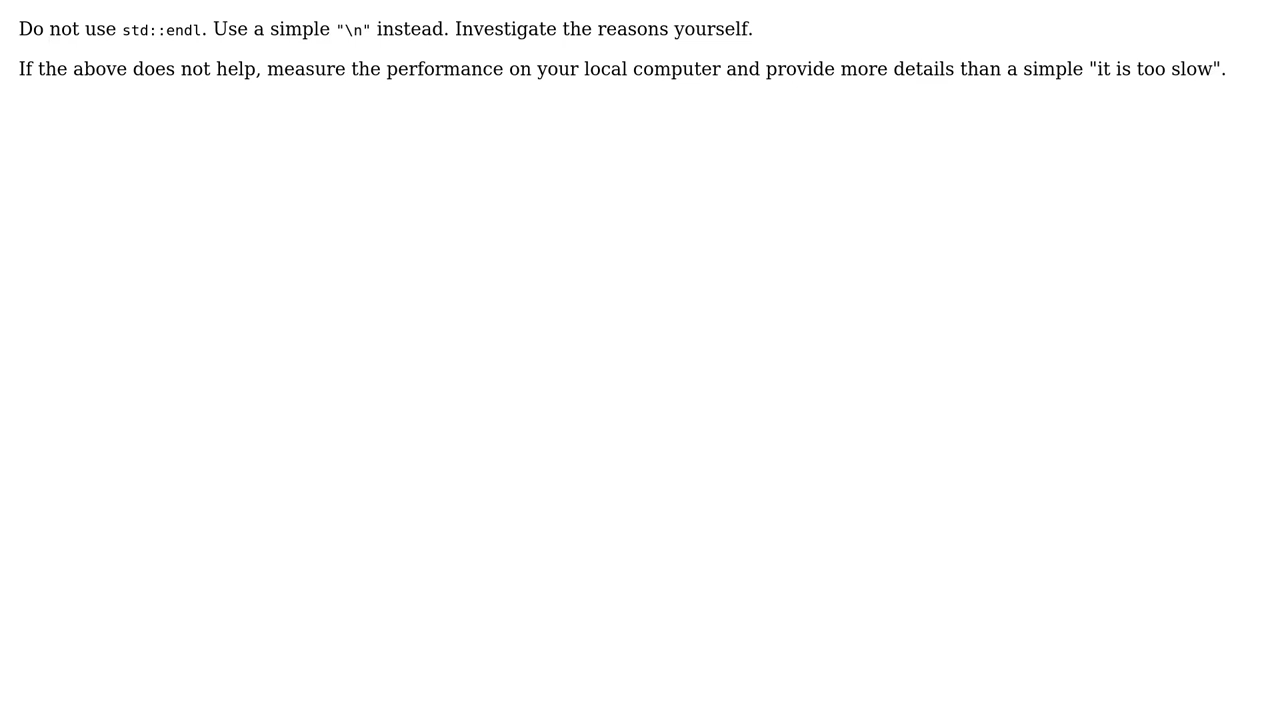 Do not use std::endl. Use a simple "\n" instead. Investigate the reasons yourself.
If the above does not help, measure the performance on your local computer and provide more details than a simple "it is too slow".